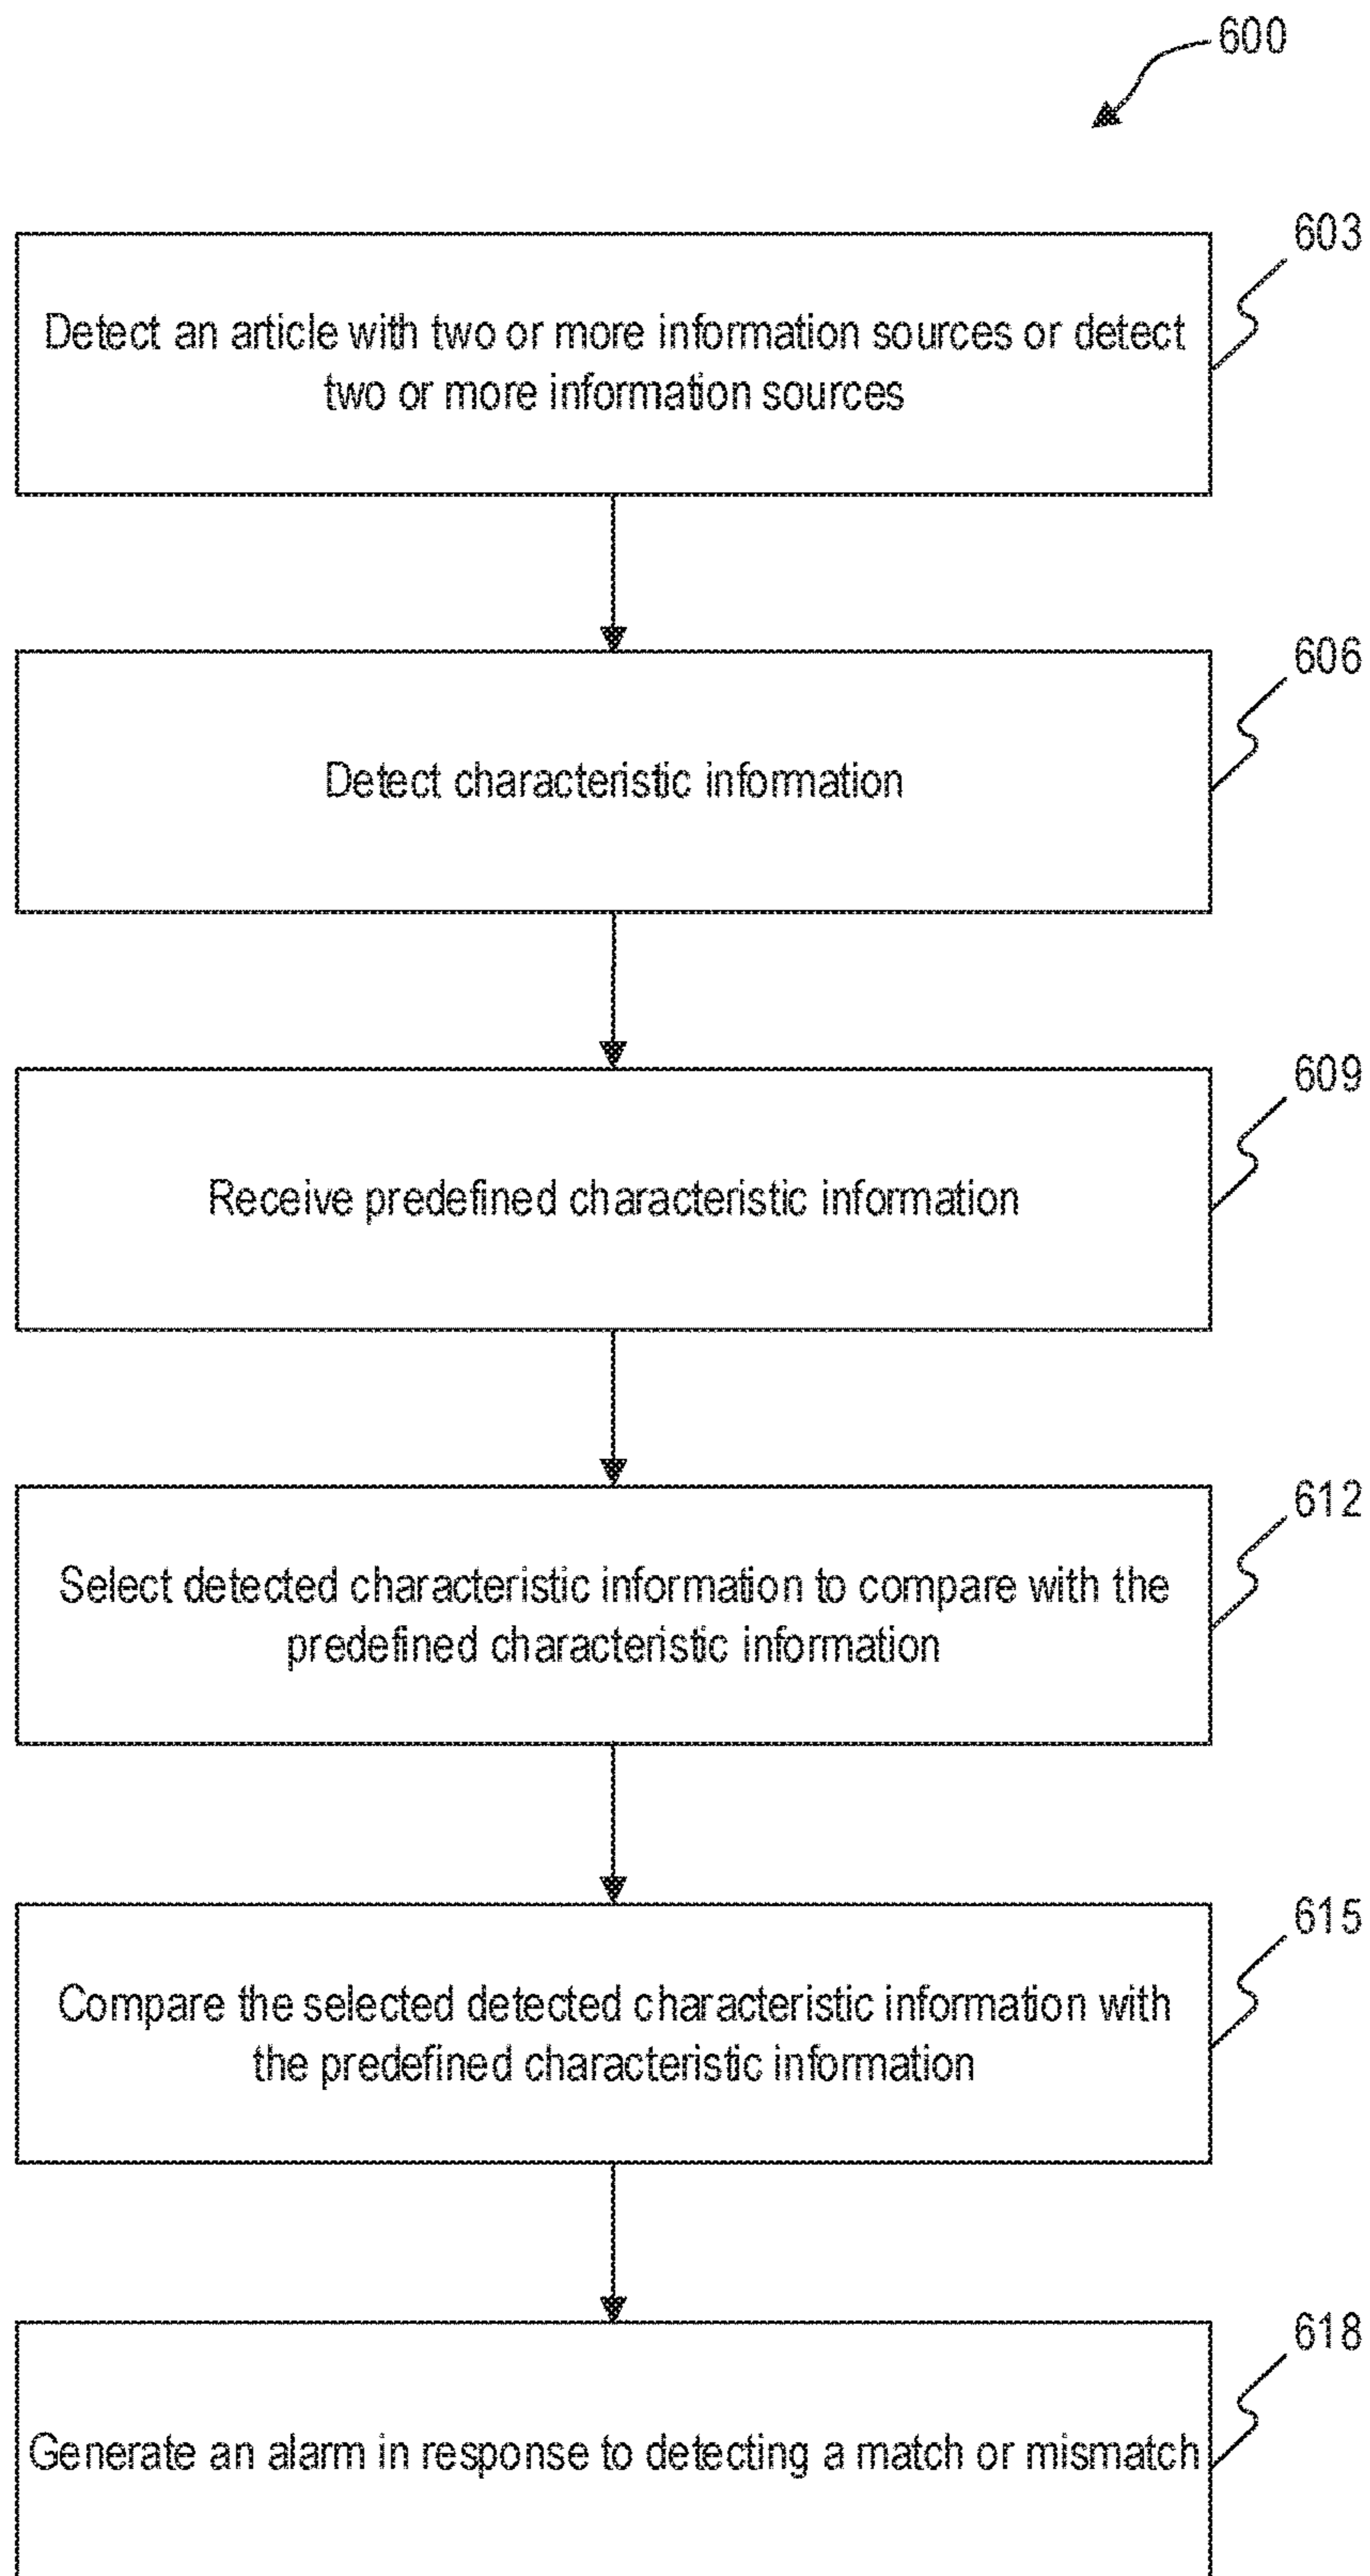 600
603
Detect an article with two or more information sources or detect
two or more information sources
606
Detect characteristic information
609
Receive predefined characteristic information
612
Select detected characteristic information to compare with the
predefined characteristic information
615
Compare the selected detected characteristic information with
the predefined characteristic information
618
Generate an alarm in response to detecting a match or mismatch